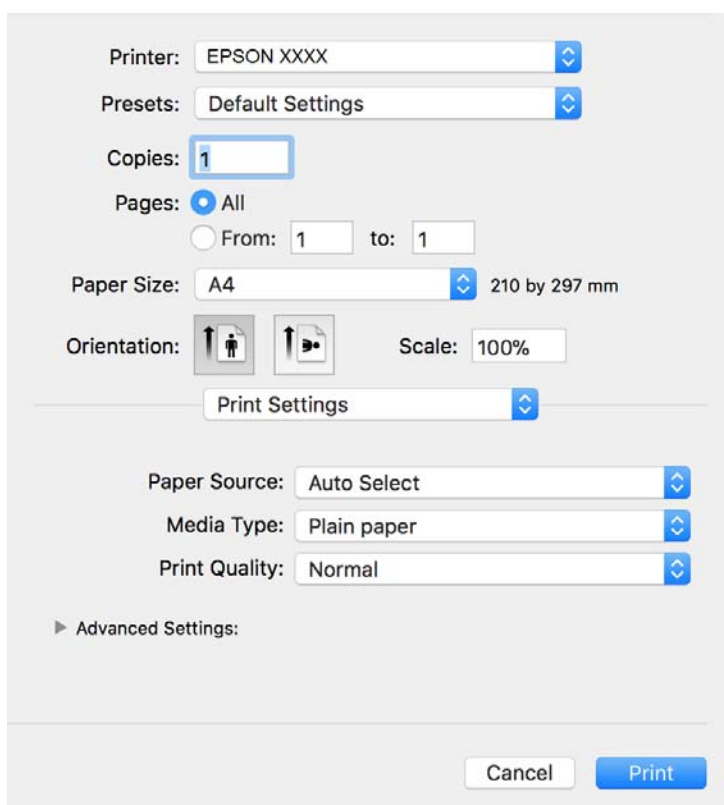 Printer: EPSON XXXX
Presets: Default Settings
Copies: 1
Pages: All
From: 1 to: 1
Paper Size: A4 210 by 297 mm
Orientation: Scale: 100%
Print Settings
Paper Source: Auto Select
Media Type: Plain paper
Print Quality: Normal
Advanced Settings:
Cancel Print